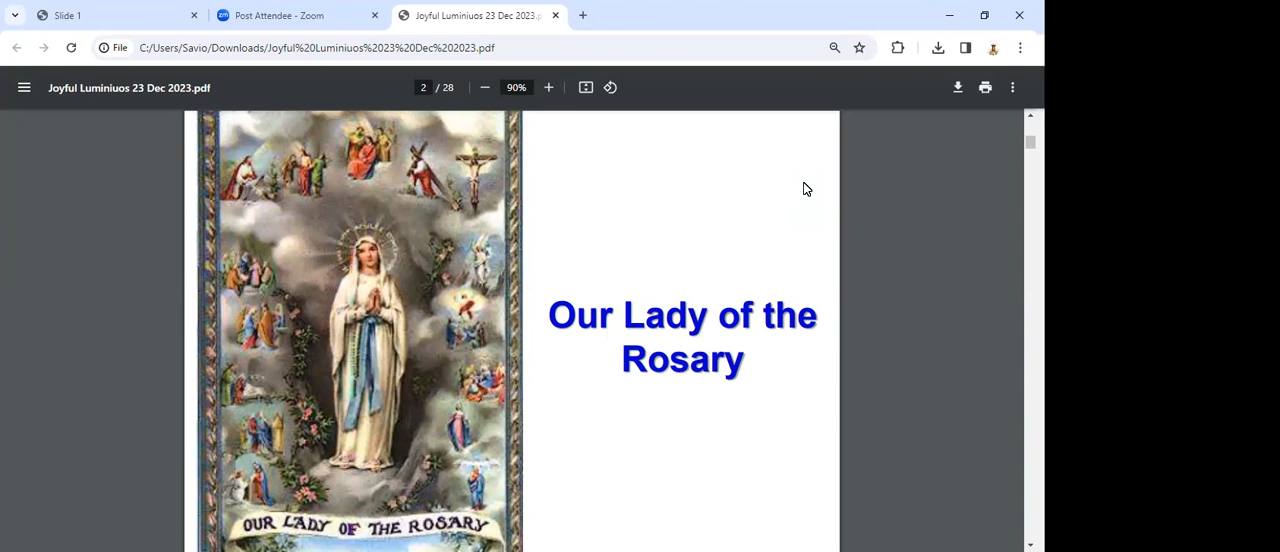 Slide 1
zm
Post Attendee - Zoom
Joyful Luminiuos 23 Dec 2023.p
File
C:/Users/Savio/Downloads/Joyful%20Luminiuos%2023%20Dec%202023.pdf
Joyful Luminiuos 23 Dec 2023.pdf
2 / 28
90%
Our Lady of the
Rosary
OUR LADY OF THE ROSARY